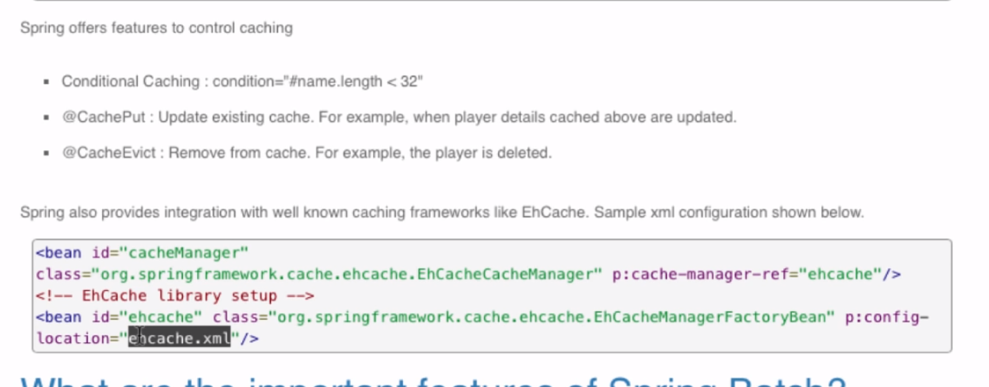 Spring offers features to control caching
▪ Conditional Caching : condition="#name.length < 32"
▪ @CachePut : Update existing cache. For example, when player details cached above are updated.
▪ @CacheEvict : Remove from cache. For example, the player is deleted.
Spring also provides integration with well known caching frameworks like EhCache. Sample xml configuration shown below.
<bean id="cacheManager"
class="org.springframework.cache.ehcache.EhCacheCacheManager" p:cache-manager-ref="ehcache"/>
<!-- EhCache library setup -->
<bean id="ehcache" class="org.springframework.cache.ehcache.EhCacheManagerFactoryBean" p:config-
location="ehcache.xml"/>
What are the important features of Spring Batch?